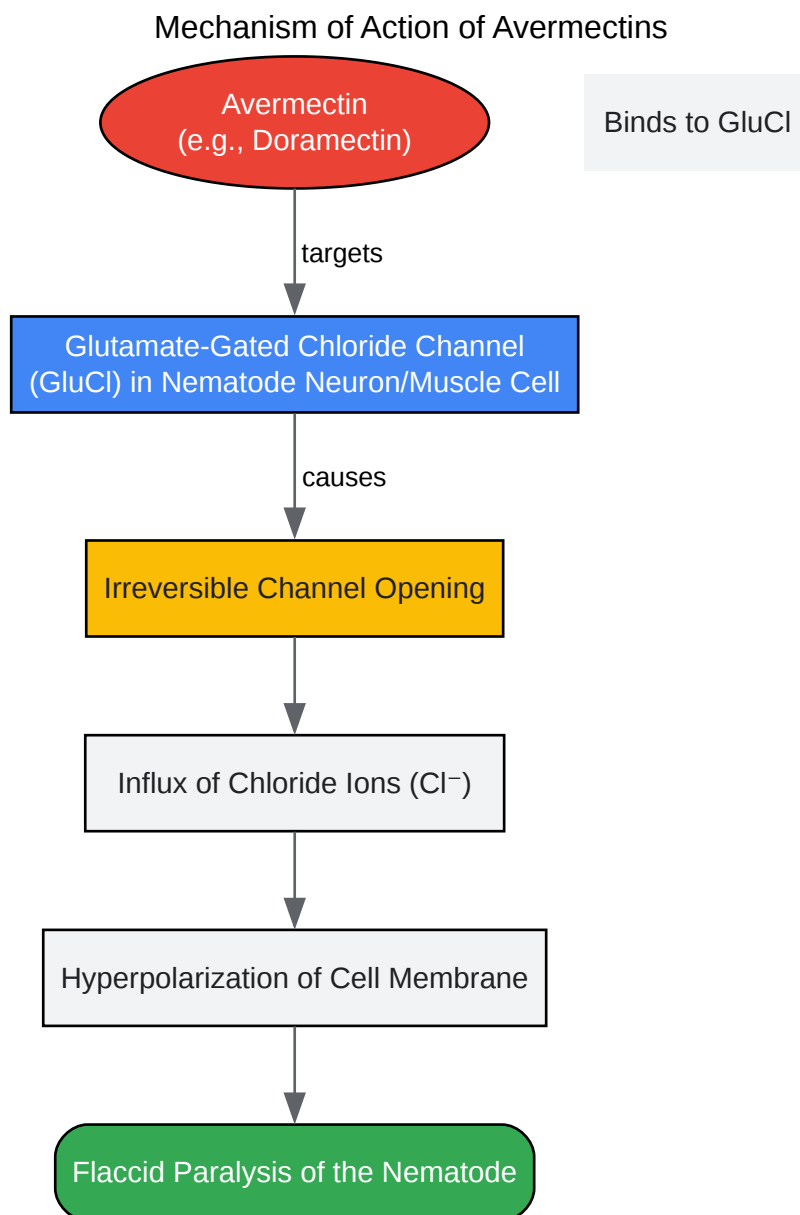 Mechanism of Action of Avermectins
Avermectin
(e.g., Doramectin)
Binds to GluCl
targets
Glutamate-Gated Chloride Channel
(GluCl) in Nematode Neuron/Muscle Cell
causes
Irreversible Channel Opening
Influx of Chloride Ions (Cl⁻)
Hyperpolarization of Cell Membrane
Flaccid Paralysis of the Nematode